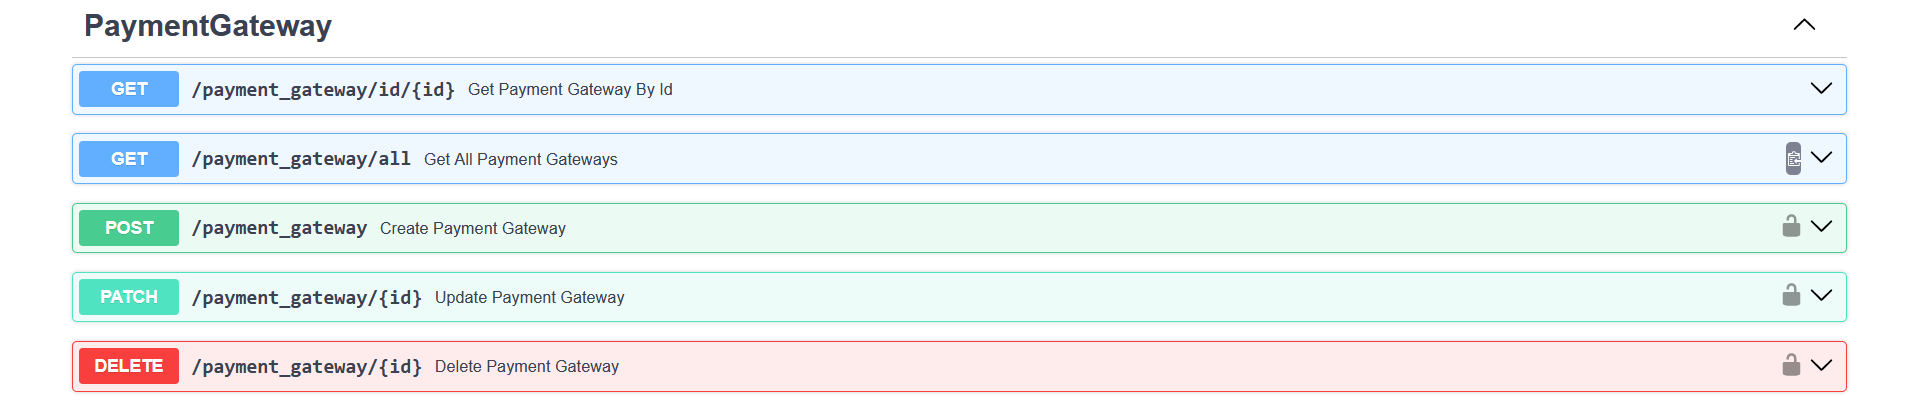 PaymentGateway
GET /payment_gateway/id/{id} Get Payment Gateway By Id
GET /payment_gateway/all Get All Payment Gateways
POST /payment_gateway Create Payment Gateway
PATCH /payment_gateway/{id} Update Payment Gateway
DELETE /payment_gateway/{id} Delete Payment Gateway